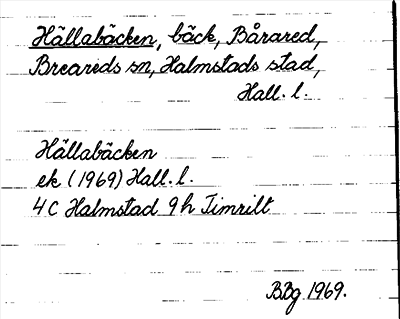 Hällabäcken, bäck, Bårared,
Breareds sn, Halmstads stad,
Hall. l.
Hällabäcken
ek (1969) Hall. l.
4C Halmstad 9h Timrilt
BBg 1969.